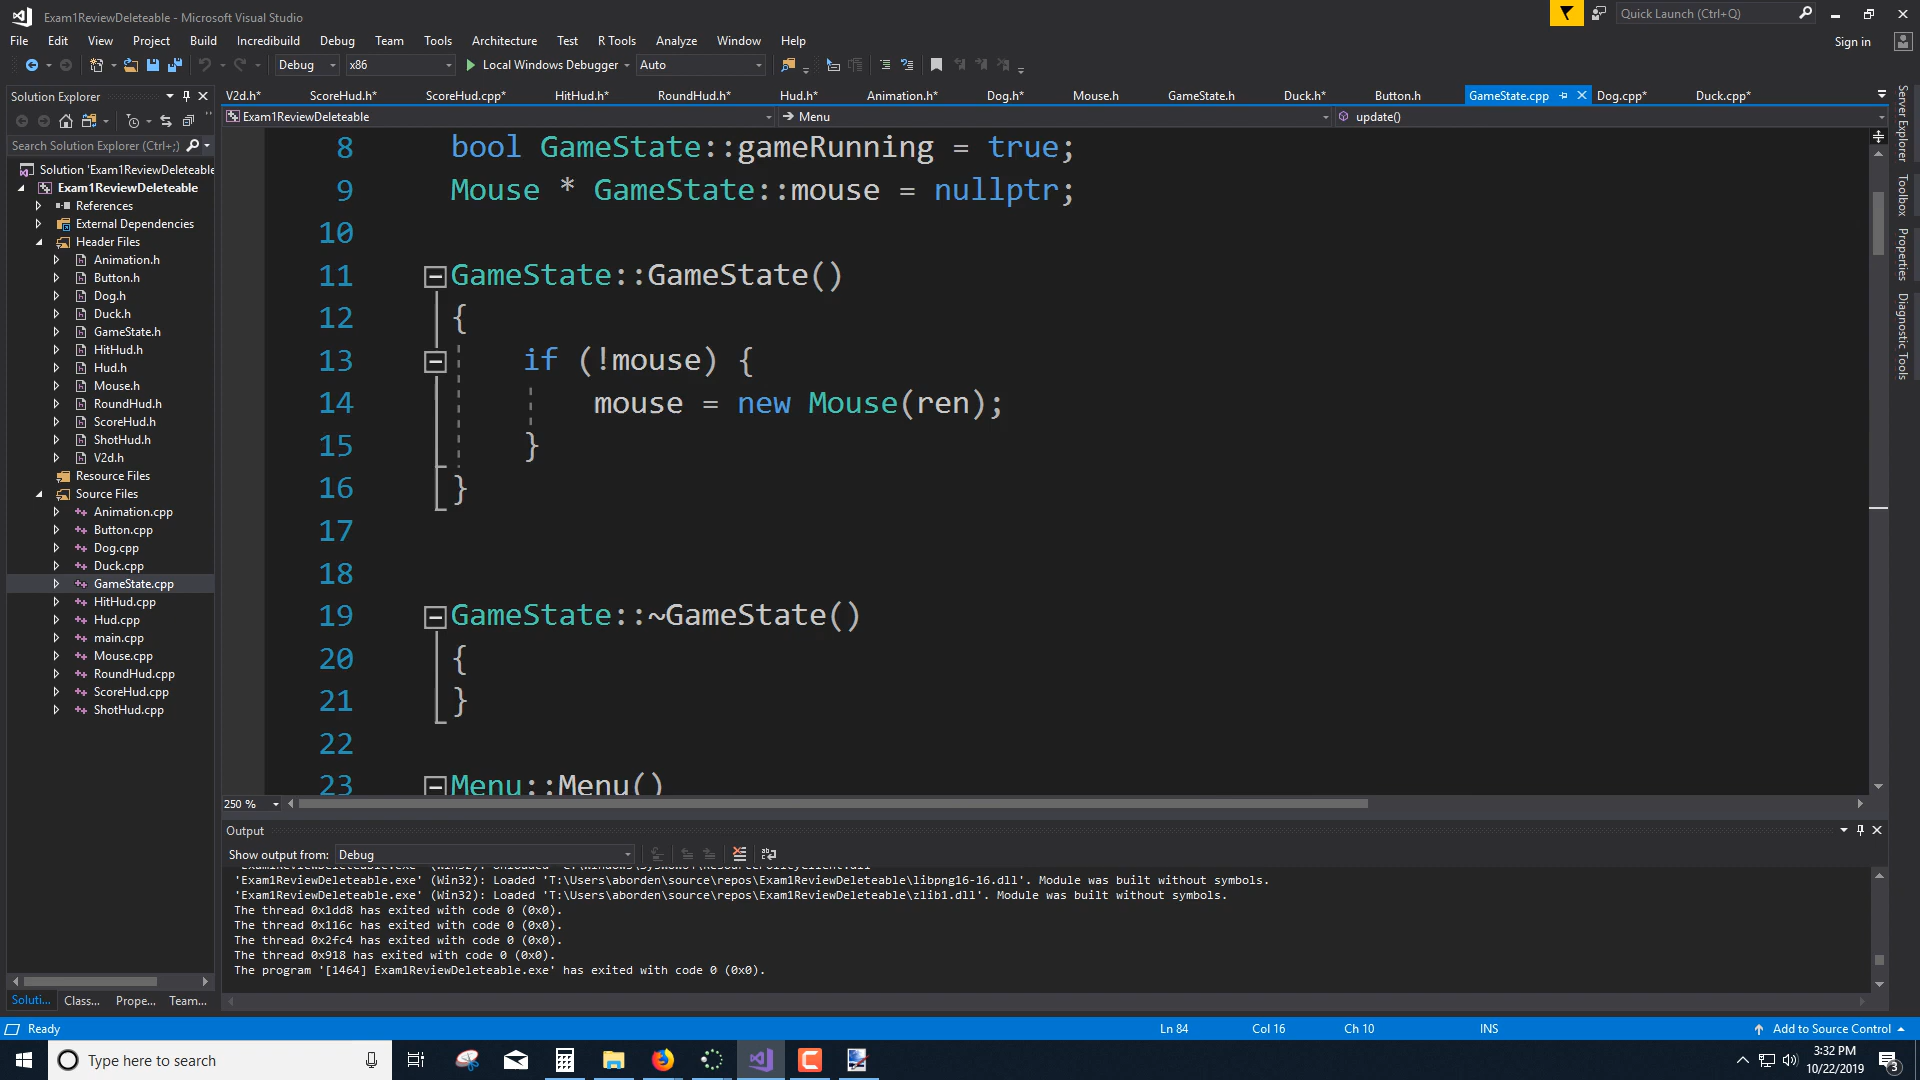 Exam1ReviewDeleteable - Microsoft Visual Studio
Quick Launch (Ctrl+Q)
File Edit View Project Build Incredibuild Debug Team Tools Architecture Test R Tools Analyze Window Help
Sign in
Debug x86 Local Windows Debugger Auto
Solution Explorer
V2d.h* ScoreHud.h* ScoreHud.cpp* HitHud.h* RoundHud.h* Hud.h* Animation.h* Dog.h* Mouse.h GameState.h Duck.h* Button.h GameState.cpp Dog.cpp* Duck.cpp*
Exam1ReviewDeleteable Menu update()
Search Solution Explorer (Ctrl+;)
Solution 'Exam1ReviewDeleteable
Exam1ReviewDeleteable
References
External Dependencies
Header Files
Animation.h
Button.h
Dog.h
Duck.h
GameState.h
HitHud.h
Hud.h
Mouse.h
RoundHud.h
ScoreHud.h
ShotHud.h
V2d.h
Resource Files
Source Files
Animation.cpp
Button.cpp
Dog.cpp
Duck.cpp
GameState.cpp
HitHud.cpp
Hud.cpp
main.cpp
Mouse.cpp
RoundHud.cpp
ScoreHud.cpp
ShotHud.cpp
Soluti... Class... Prope... Team...
8 bool GameState::gameRunning = true;
9 Mouse * GameState::mouse = nullptr;
10
11 GameState::GameState()
12 {
13 if (!mouse) {
14 mouse = new Mouse(ren);
15 }
16 }
17
18
19 GameState::~GameState()
20 {
21 }
22
23 Menu::Menu()
250 %
Server Explorer
Toolbox
Properties
Diagnostic Tools
Output
Show output from: Debug
'Exam1ReviewDeleteable.exe' (Win32): Loaded 'T:\Users\aborden\source\repos\Exam1ReviewDeleteable\libpng16-16.dll'. Module was built without symbols.
'Exam1ReviewDeleteable.exe' (Win32): Loaded 'T:\Users\aborden\source\repos\Exam1ReviewDeleteable\zlib1.dll'. Module was built without symbols.
The thread 0x1dd8 has exited with code 0 (0x0).
The thread 0x116c has exited with code 0 (0x0).
The thread 0x2fc4 has exited with code 0 (0x0).
The thread 0x918 has exited with code 0 (0x0).
The program '[1464] Exam1ReviewDeleteable.exe' has exited with code 0 (0x0).
Ready Ln 84 Col 16 Ch 10 INS Add to Source Control
Type here to search
3:32 PM
10/22/2019
3